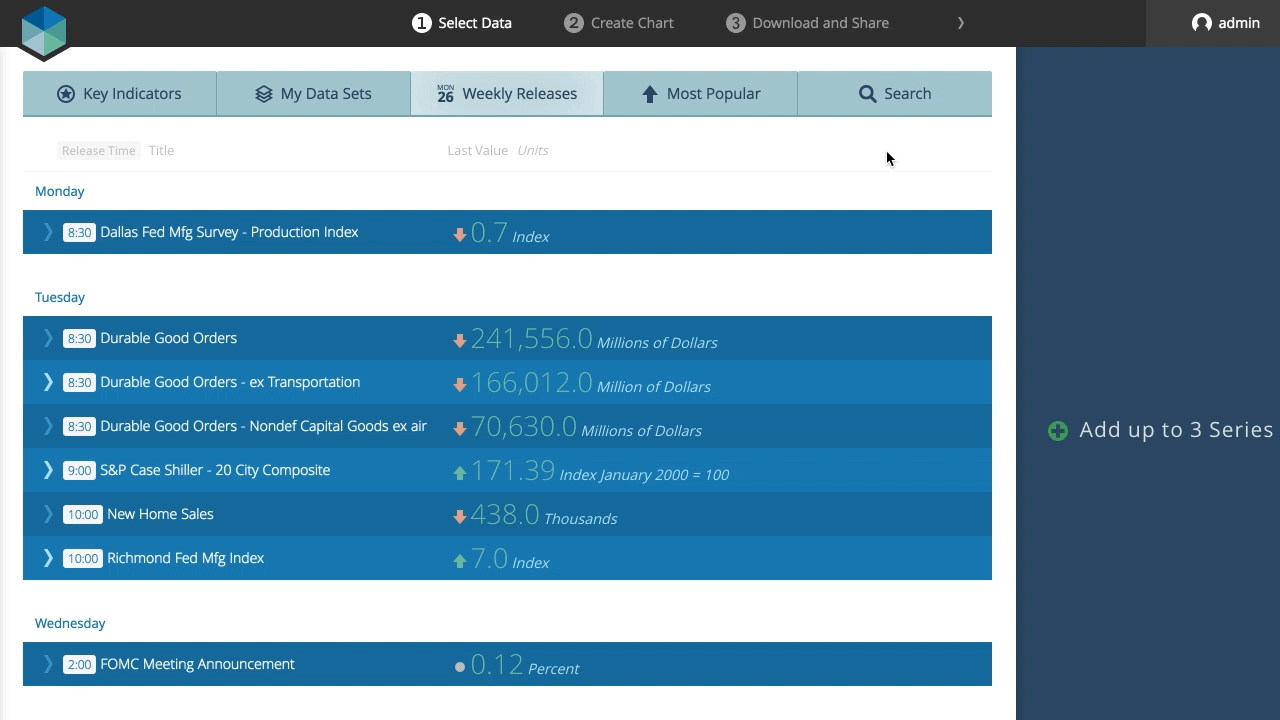 1 Select Data 2 Create Chart 3 Download and Share admin
Key Indicators My Data Sets MON 26 Weekly Releases Most Popular Search
Release Time Title Last Value Units
Monday
8:30 Dallas Fed Mfg Survey - Production Index 0.7 Index
Tuesday
8:30 Durable Good Orders 241,556.0 Millions of Dollars
8:30 Durable Good Orders - ex Transportation 166,012.0 Million of Dollars
8:30 Durable Good Orders - Nondef Capital Goods ex air 70,630.0 Millions of Dollars
9:00 S&P Case Shiller - 20 City Composite 171.39 Index January 2000 = 100
10:00 New Home Sales 438.0 Thousands
10:00 Richmond Fed Mfg Index 7.0 Index
Add up to 3 Series
Wednesday
2:00 FOMC Meeting Announcement 0.12 Percent